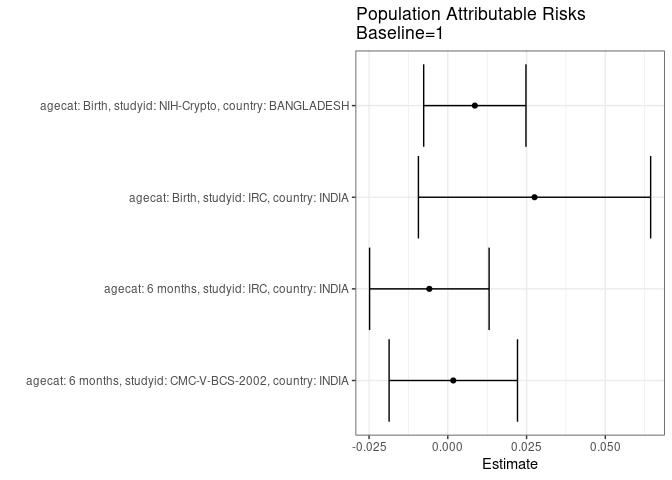 Population Attributable Risks
Baseline=1
agecat: Birth, studyid: NIH-Crypto, country: BANGLADESH
agecat: Birth, studyid: IRC, country: INDIA
agecat: 6 months, studyid: IRC, country: INDIA
agecat: 6 months, studyid: CMC-V-BCS-2002, country: INDIA
-0.025 0.000 0.025 0.050
Estimate